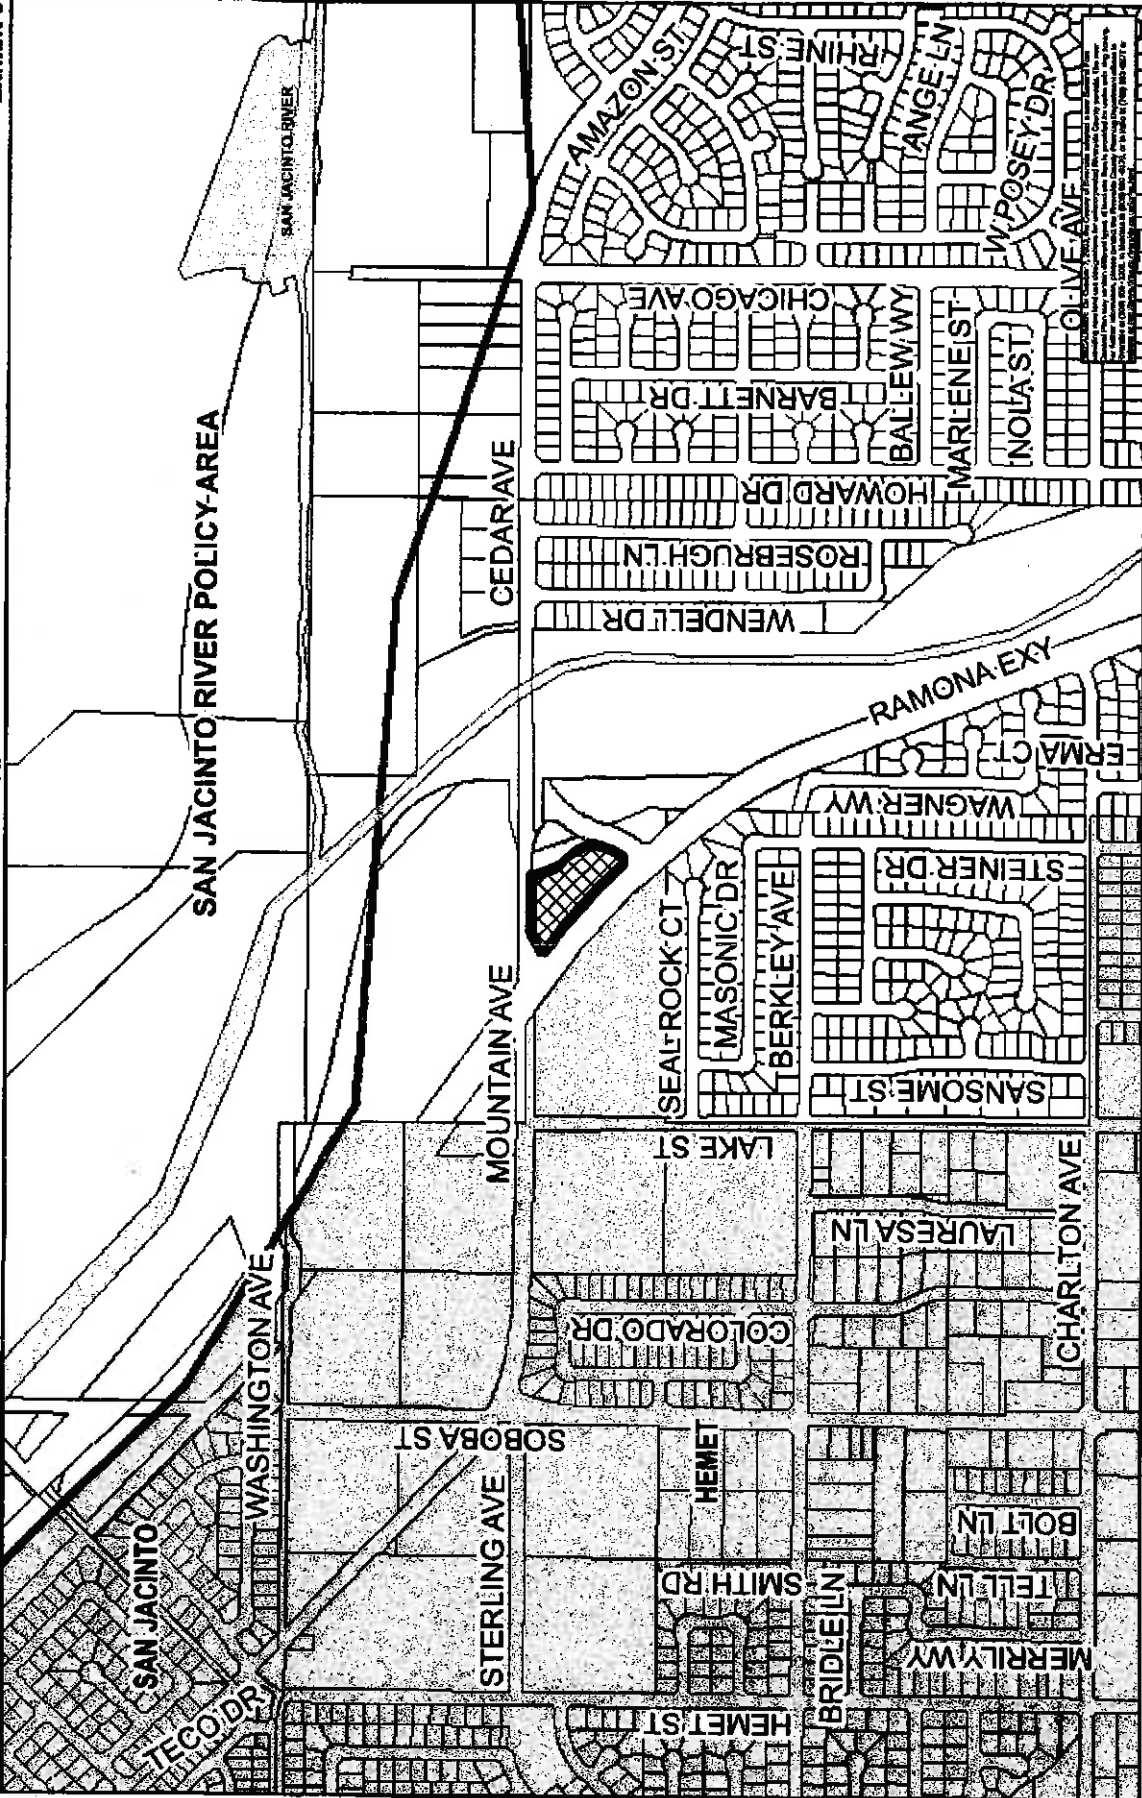 SAN JACINTO RIVER
SAN JACINTO RIVER POLICY AREA
AMAZON ST
RHINE ST
ANGE LN
W POSEY DR
OLIVE AVE
CHICAGO AVE
BALLEW WY
MARLENE ST
NOLIA ST
BARNETT DR
HOWARD DR
CEDAR AVE
ROSEBRUGH LN
WENDELL DR
RAMONA EXY
ERMA CT
WAGNER WY
STEINER DR
SEAL ROCK CT
MASONIC DR
BERKLEY AVE
MOUNTAIN AVE
SANSOME ST
LAKE ST
LAURESA LN
CHARLTON AVE
COLORADO DR
WASHINGTON AVE
SOBOBA ST
HEMET
BOLT LN
STERLING AVE
SMITH RD
TELL LN
SAN JACINTO
BRIDLE LN
MERRILY WY
TECO DR
HEMET ST